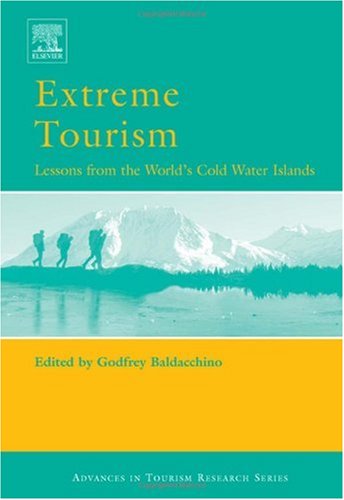 ELSEVIER
Extreme
Tourism
Lessons from the World's Cold Water Islands
Edited by Godfrey Baldacchino
ADVANCES IN TOURISM RESEARCH SERIES